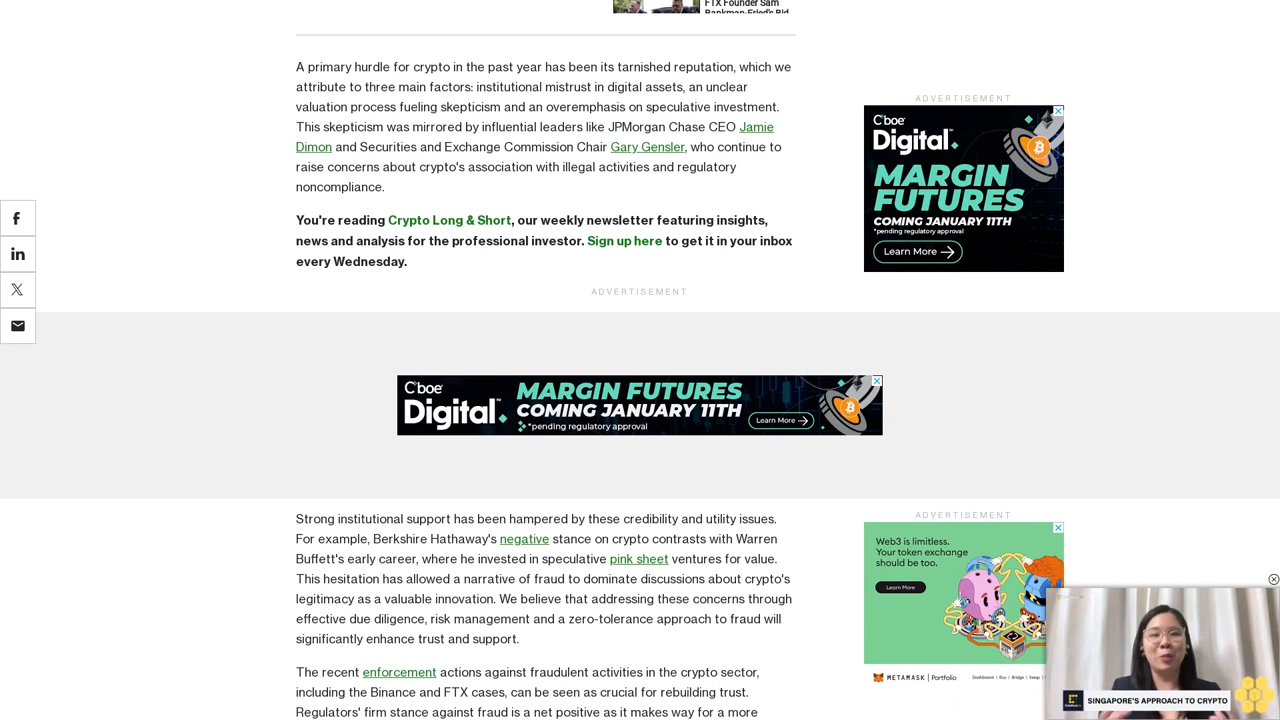 FTX Founder Sam
Bankman-Fried's Bid
A primary hurdle for crypto in the past year has been its tarnished reputation, which we
attribute to three main factors: institutional mistrust in digital assets, an unclear
valuation process fueling skepticism and an overemphasis on speculative investment.
This skepticism was mirrored by influential leaders like JPMorgan Chase CEO Jamie
Dimon and Securities and Exchange Commission Chair Gary Gensler, who continue to
raise concerns about crypto's association with illegal activities and regulatory
noncompliance.
You're reading Crypto Long & Short, our weekly newsletter featuring insights,
news and analysis for the professional investor. Sign up here to get it in your inbox
every Wednesday.
ADVERTISEMENT
Cboe
Digital
MARGIN
FUTURES
COMING JANUARY 11TH
*pending regulatory approval
Learn More
ADVERTISEMENT
Cboe
Digital
MARGIN FUTURES
COMING JANUARY 11TH
*pending regulatory approval
Learn More
Strong institutional support has been hampered by these credibility and utility issues.
For example, Berkshire Hathaway's negative stance on crypto contrasts with Warren
Buffett's early career, where he invested in speculative pink sheet ventures for value.
This hesitation has allowed a narrative of fraud to dominate discussions about crypto's
legitimacy as a valuable innovation. We believe that addressing these concerns through
effective due diligence, risk management and a zero-tolerance approach to fraud will
significantly enhance trust and support.
The recent enforcement actions against fraudulent activities in the crypto sector,
including the Binance and FTX cases, can be seen as crucial for rebuilding trust.
Regulators' low tolerance for fraud is a net positive as it makes way for a more
ADVERTISEMENT
Web3 is limitless.
Your token exchange
should be too.
Learn More
METAMASK | Portfolio
Dashboard | Buy | Bridge | Swap |
SINGAPORE'S APPROACH TO CRYPTO